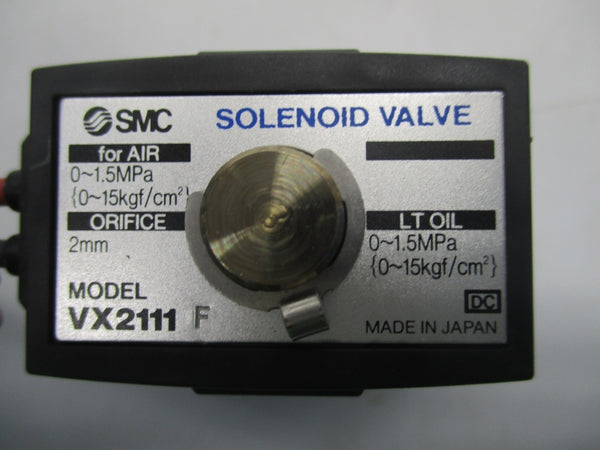 SMC SOLENOID VALVE
for AIR
0~1.5MPa
{0~15kgf/cm²}
ORIFICE
2mm
LT OIL
0~1.5MPa
{0~15kgf/cm²}
MODEL
VX2111 F
DC
MADE IN JAPAN